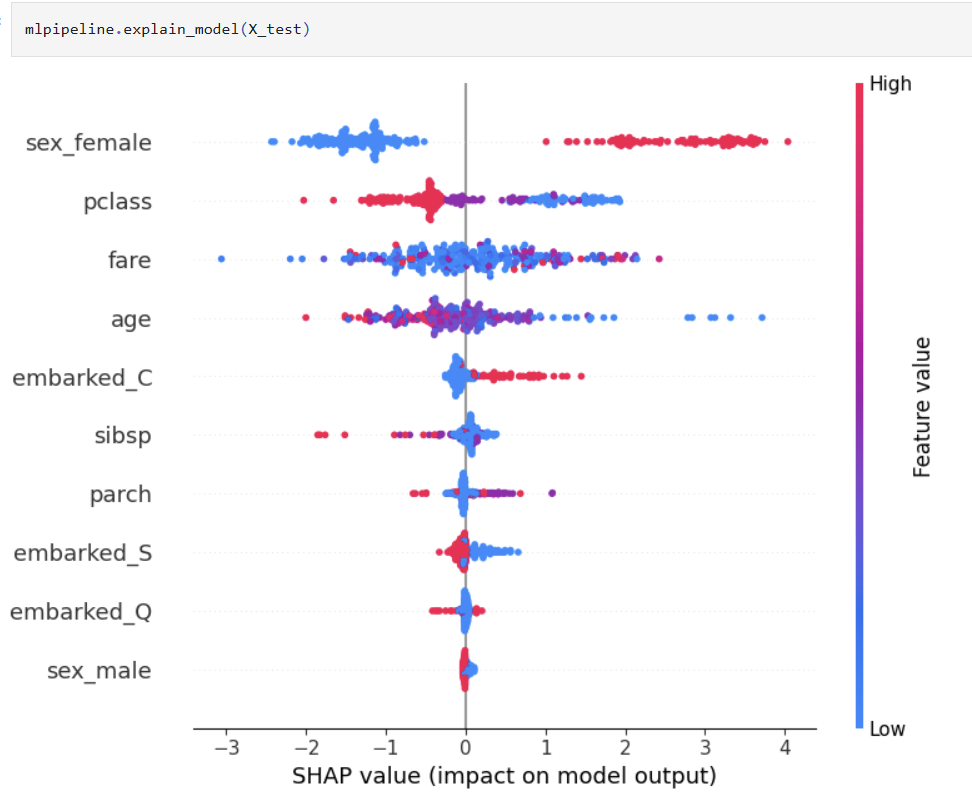 mlpipeline.explain_model(X_test)
High
sex_female
pclass
fare
age
embarked_C
sibsp
parch
embarked_S
embarked_Q
sex_male
Feature value
Low
−3 −2 −1 0 1 2 3 4
SHAP value (impact on model output)